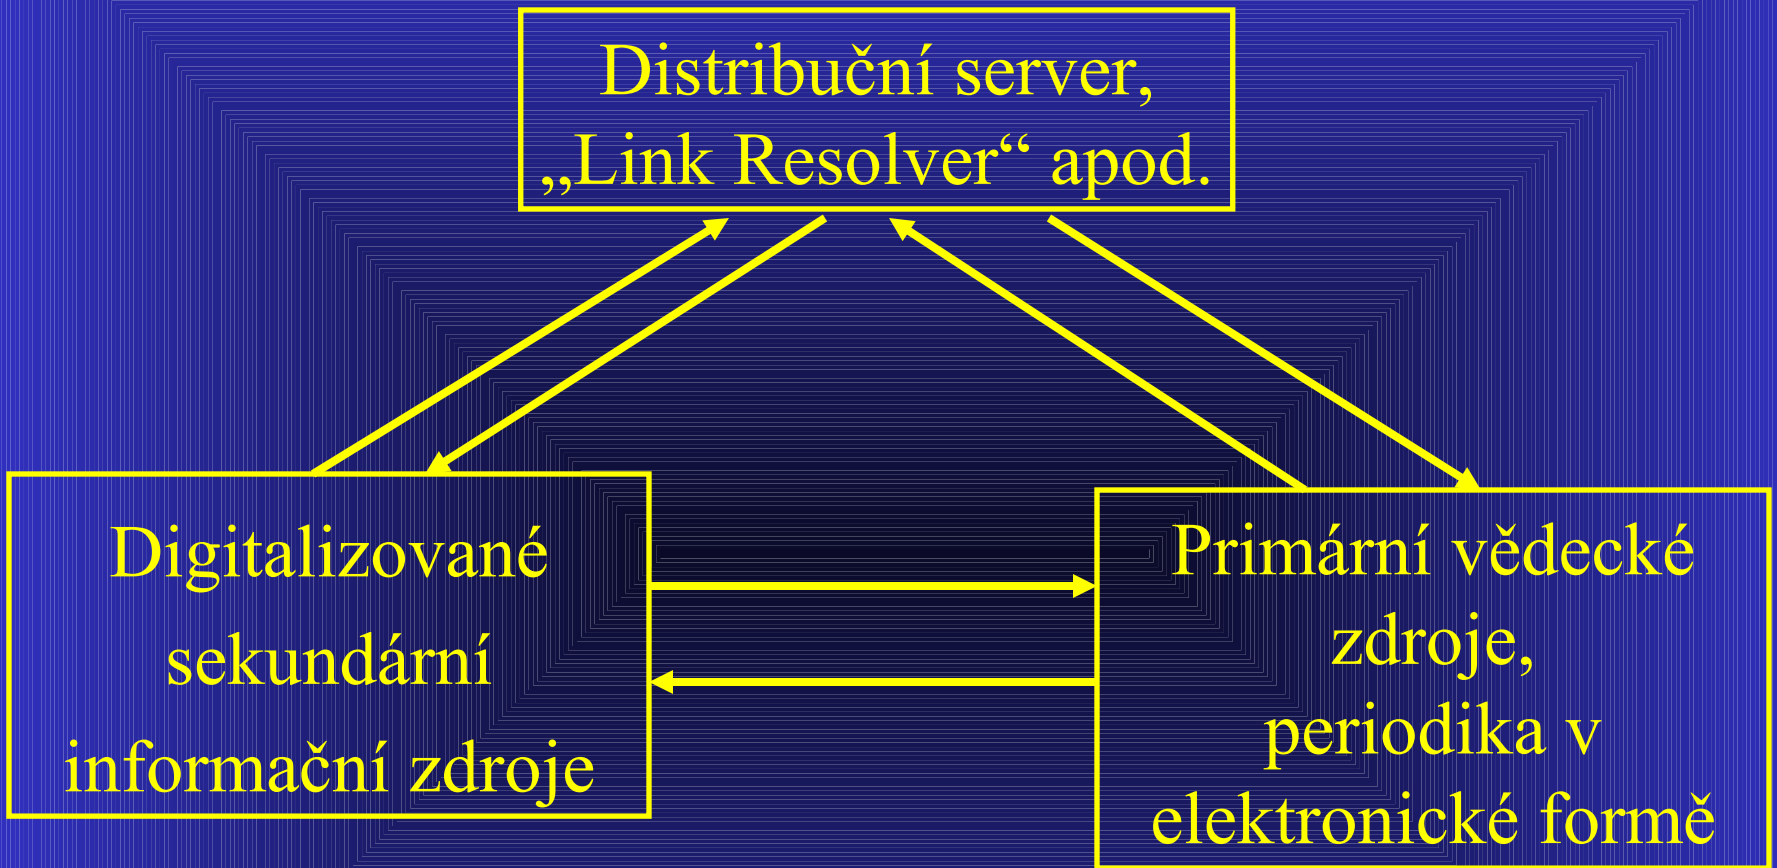 Distribuční server,
„Link Resolver“ apod.
Digitalizované
sekundární
informační zdroje
Primární vědecké
zdroje,
periodika v
elektronické formě